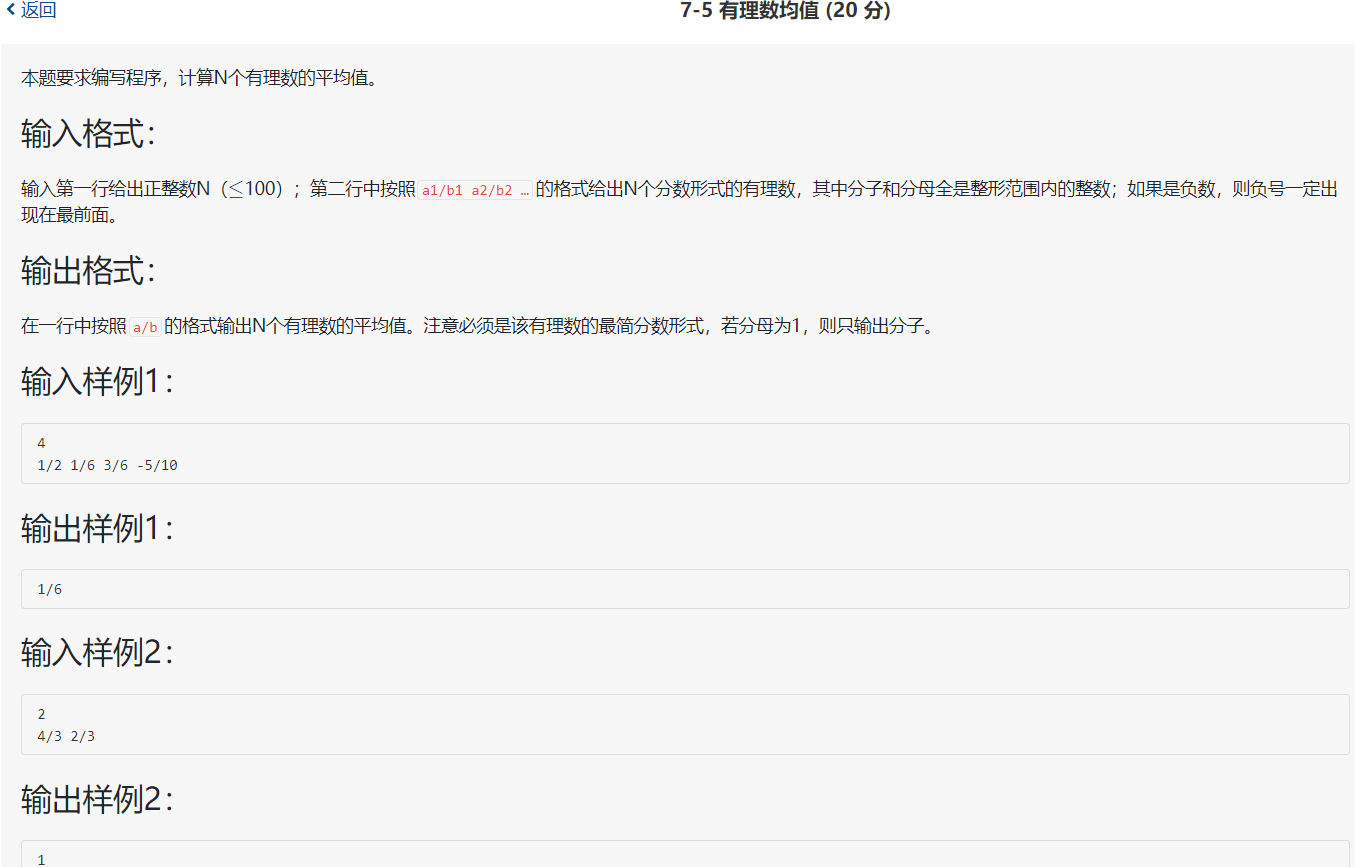 返回
7-5 有理数均值 (20 分)
本题要求编写程序，计算N个有理数的平均值。
输入格式：
输入第一行给出正整数N（≤100）；第二行中按照 a1/b1 a2/b2 … 的格式给出N个分数形式的有理数，其中分子和分母全是整形范围内的整数；如果是负数，则负号一定出
现在最前面。
输出格式：
在一行中按照 a/b 的格式输出N个有理数的平均值。注意必须是该有理数的最简分数形式，若分母为1，则只输出分子。
输入样例1：
4
1/2 1/6 3/6 -5/10
输出样例1：
1/6
输入样例2：
2
4/3 2/3
输出样例2：
1